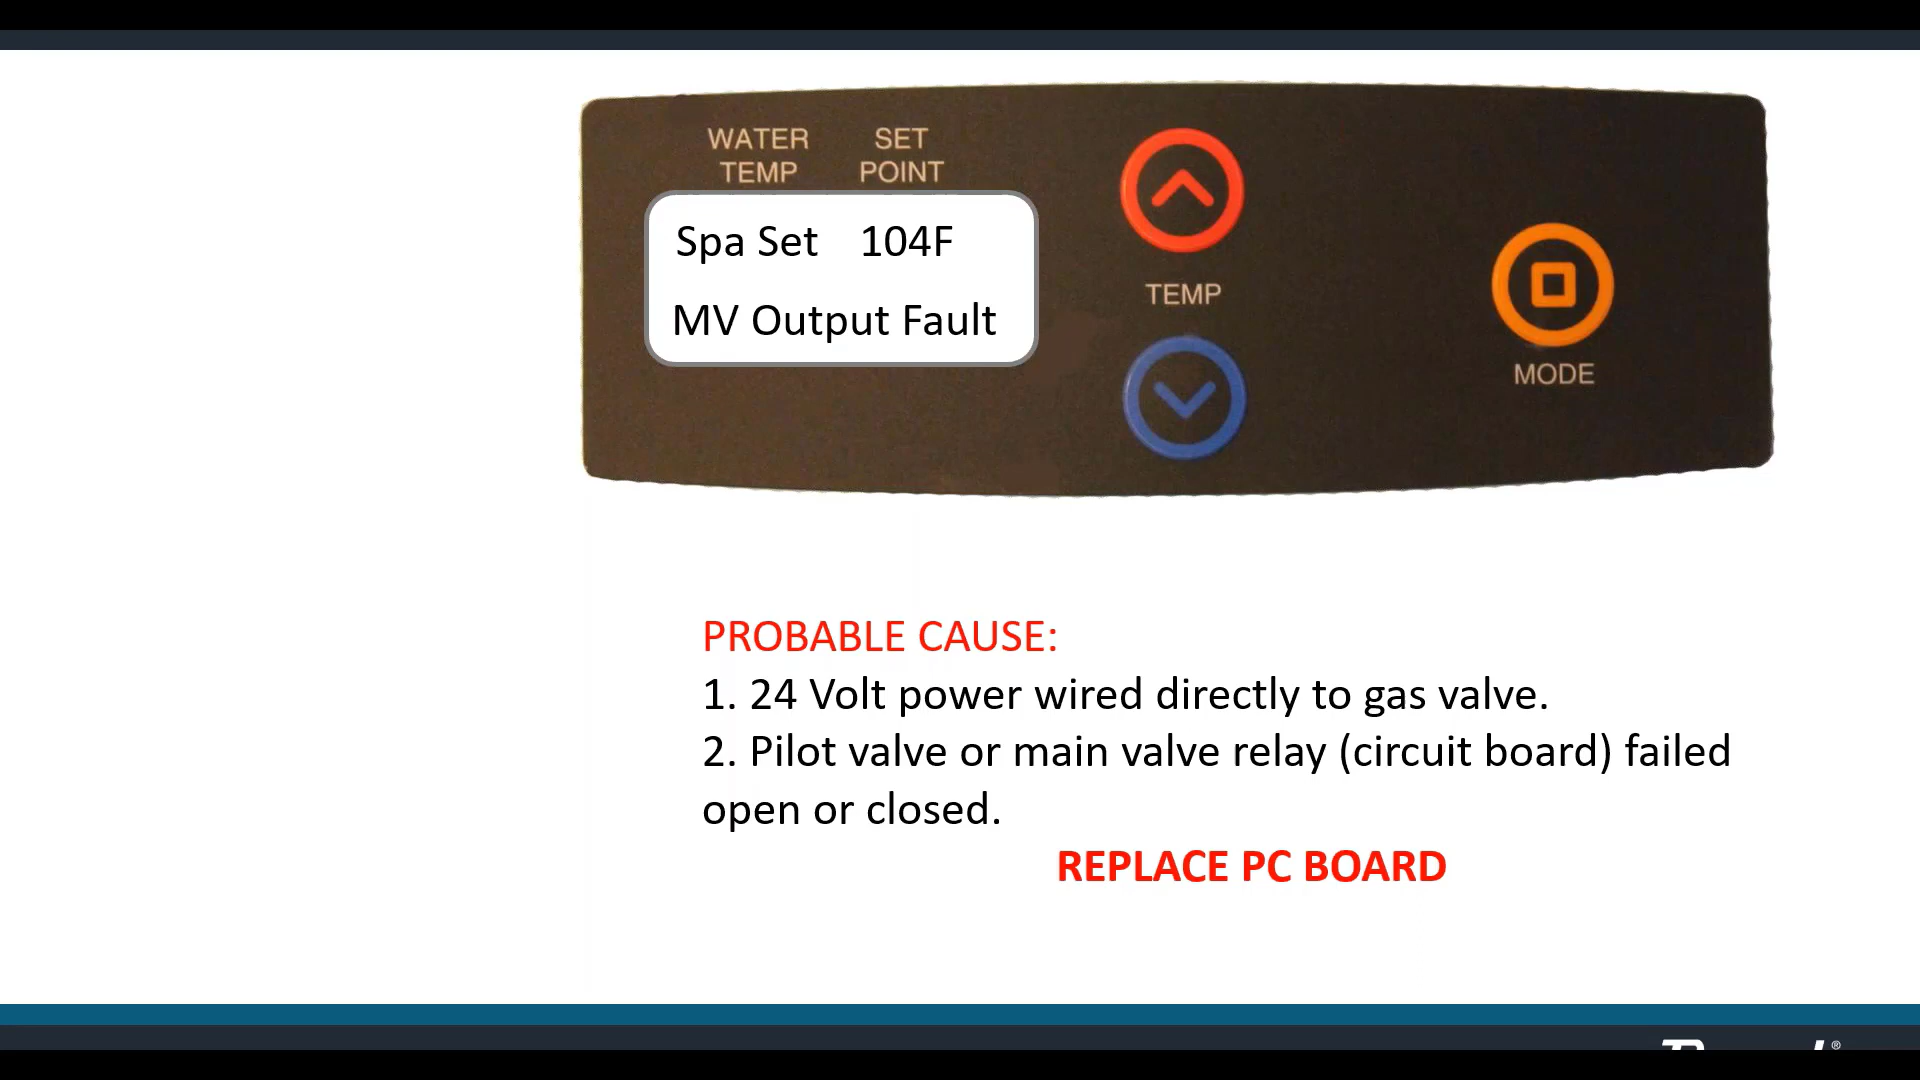 WATER SET
TEMP POINT
Spa Set 104F
MV Output Fault
TEMP
MODE
PROBABLE CAUSE:
1. 24 Volt power wired directly to gas valve.
2. Pilot valve or main valve relay (circuit board) failed
open or closed.
REPLACE PC BOARD